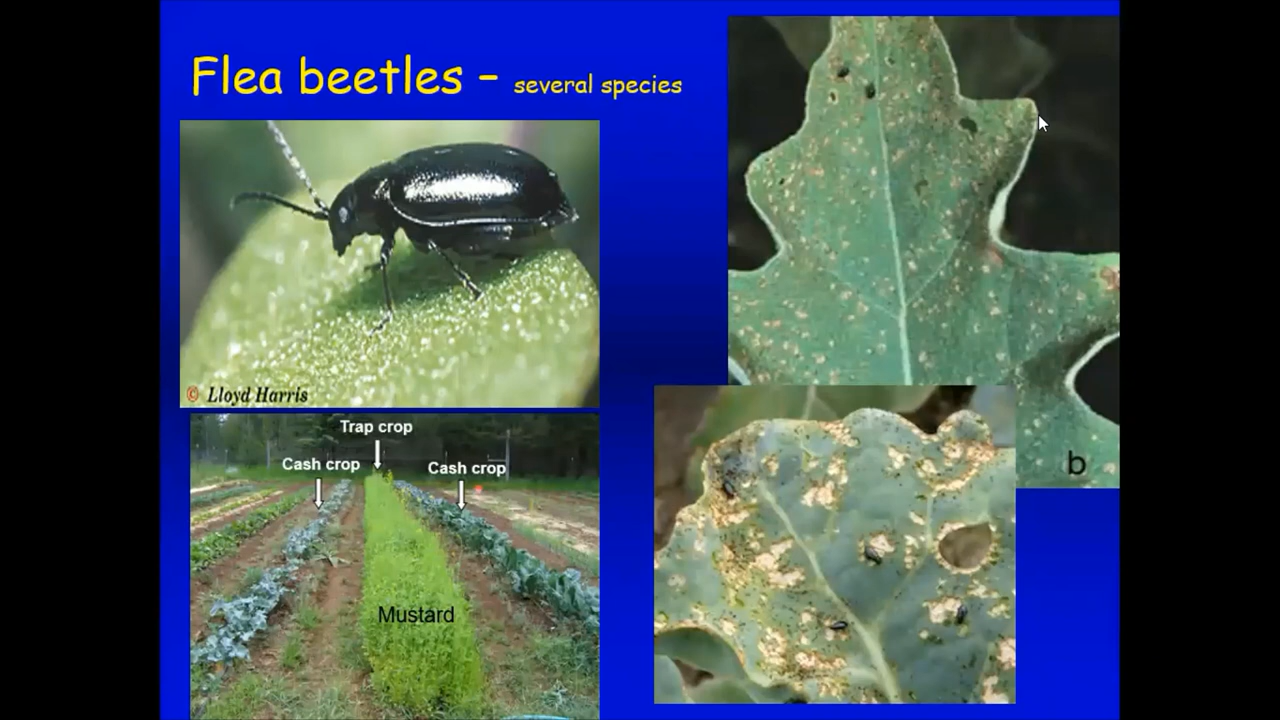 Flea beetles – several species
© Lloyd Harris
Trap crop
Cash crop
Cash crop
Mustard
b